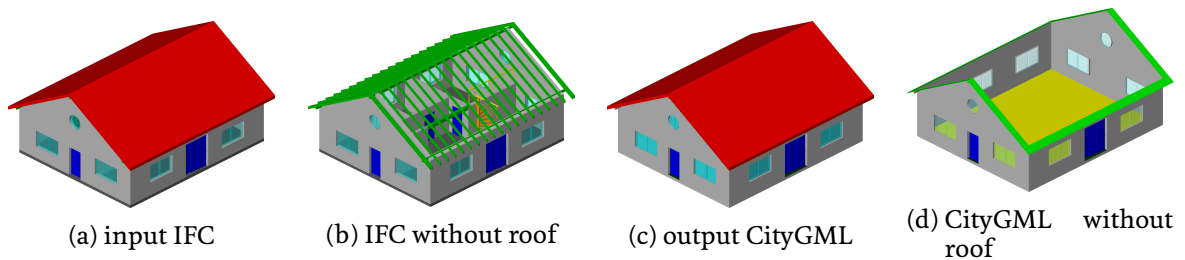 (a) input IFC
(b) IFC without roof
(c) output CityGML
(d) CityGML without
roof